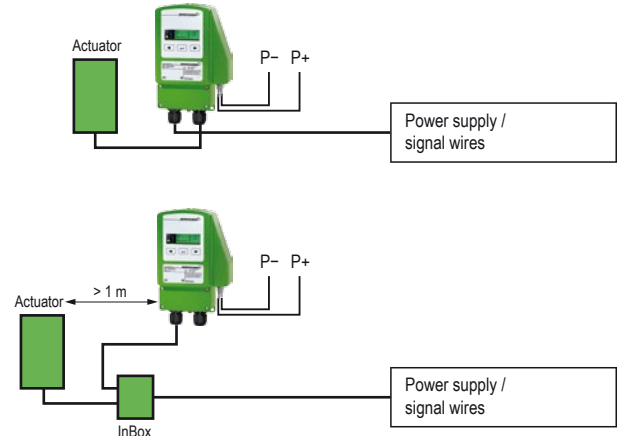 Actuator
P− P+
Power supply /
signal wires
P− P+
> 1 m
Actuator
Power supply /
signal wires
InBox